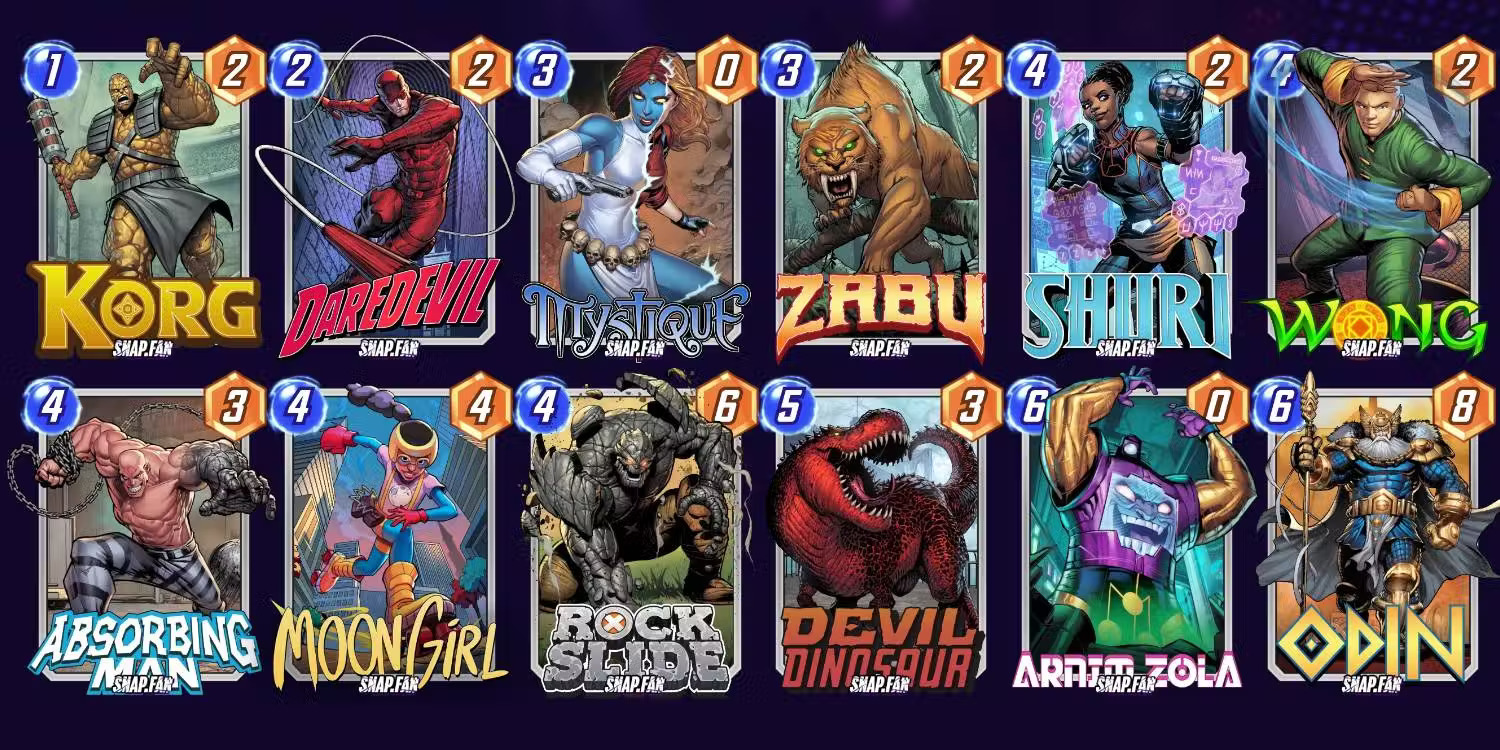 1 2 2 2 3 0 3 2 4 2 4 2
KORG DAREDEVIL MYSTIQUE ZABU SHURI WONG
SNAP.FAN SNAP.FAN SNAP.FAN SNAP.FAN SNAP.FAN SNAP.FAN
4 3 4 4 4 6 5 3 6 0 6 8
ABSORBING MOON GIRL ROCK DEVIL ARNIM ZOLA ODIN
MAN SLIDE DINOSAUR
SNAP.FAN SNAP.FAN SNAP.FAN SNAP.FAN SNAP.FAN SNAP.FAN